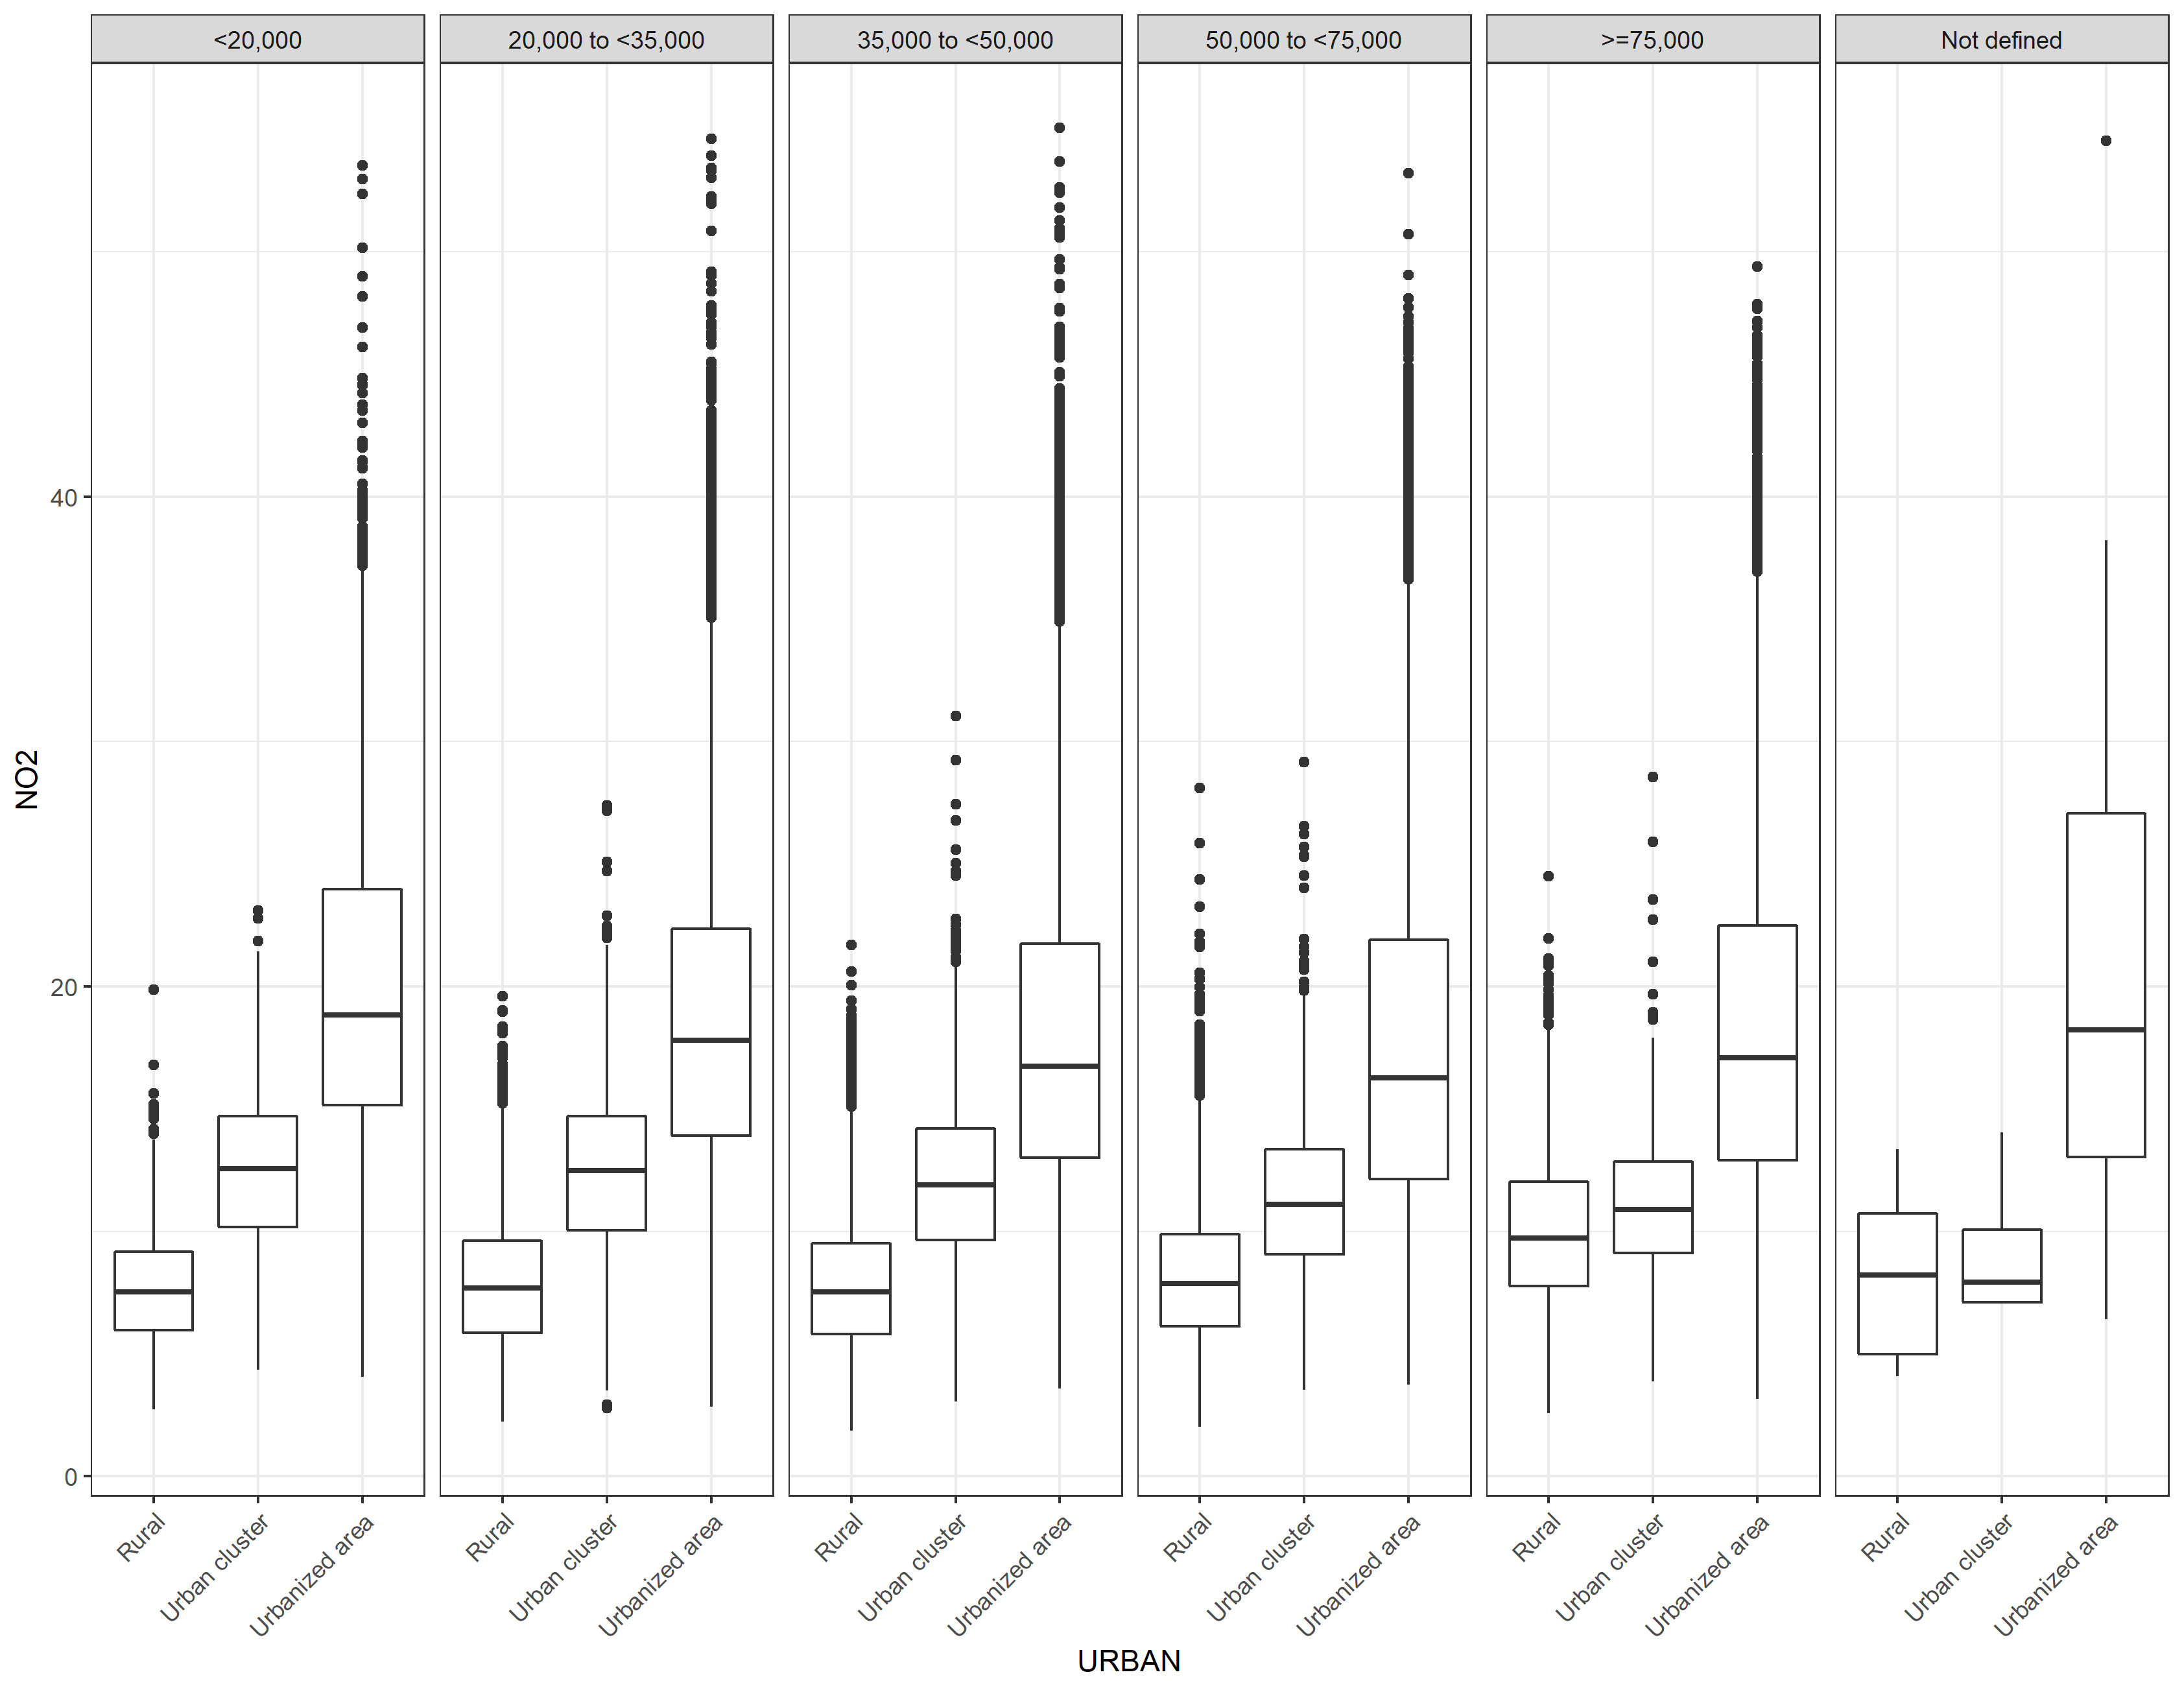 <20,000
20,000 to <35,000
35,000 to <50,000
50,000 to <75,000
>=75,000
Not defined
NO2
40
20
0
Rural
Urban cluster
Urbanized area
Rural
Urban cluster
Urbanized area
Rural
Urban cluster
Urbanized area
Rural
Urban cluster
Urbanized area
Rural
Urban cluster
Urbanized area
Rural
Urban cluster
Urbanized area
URBAN